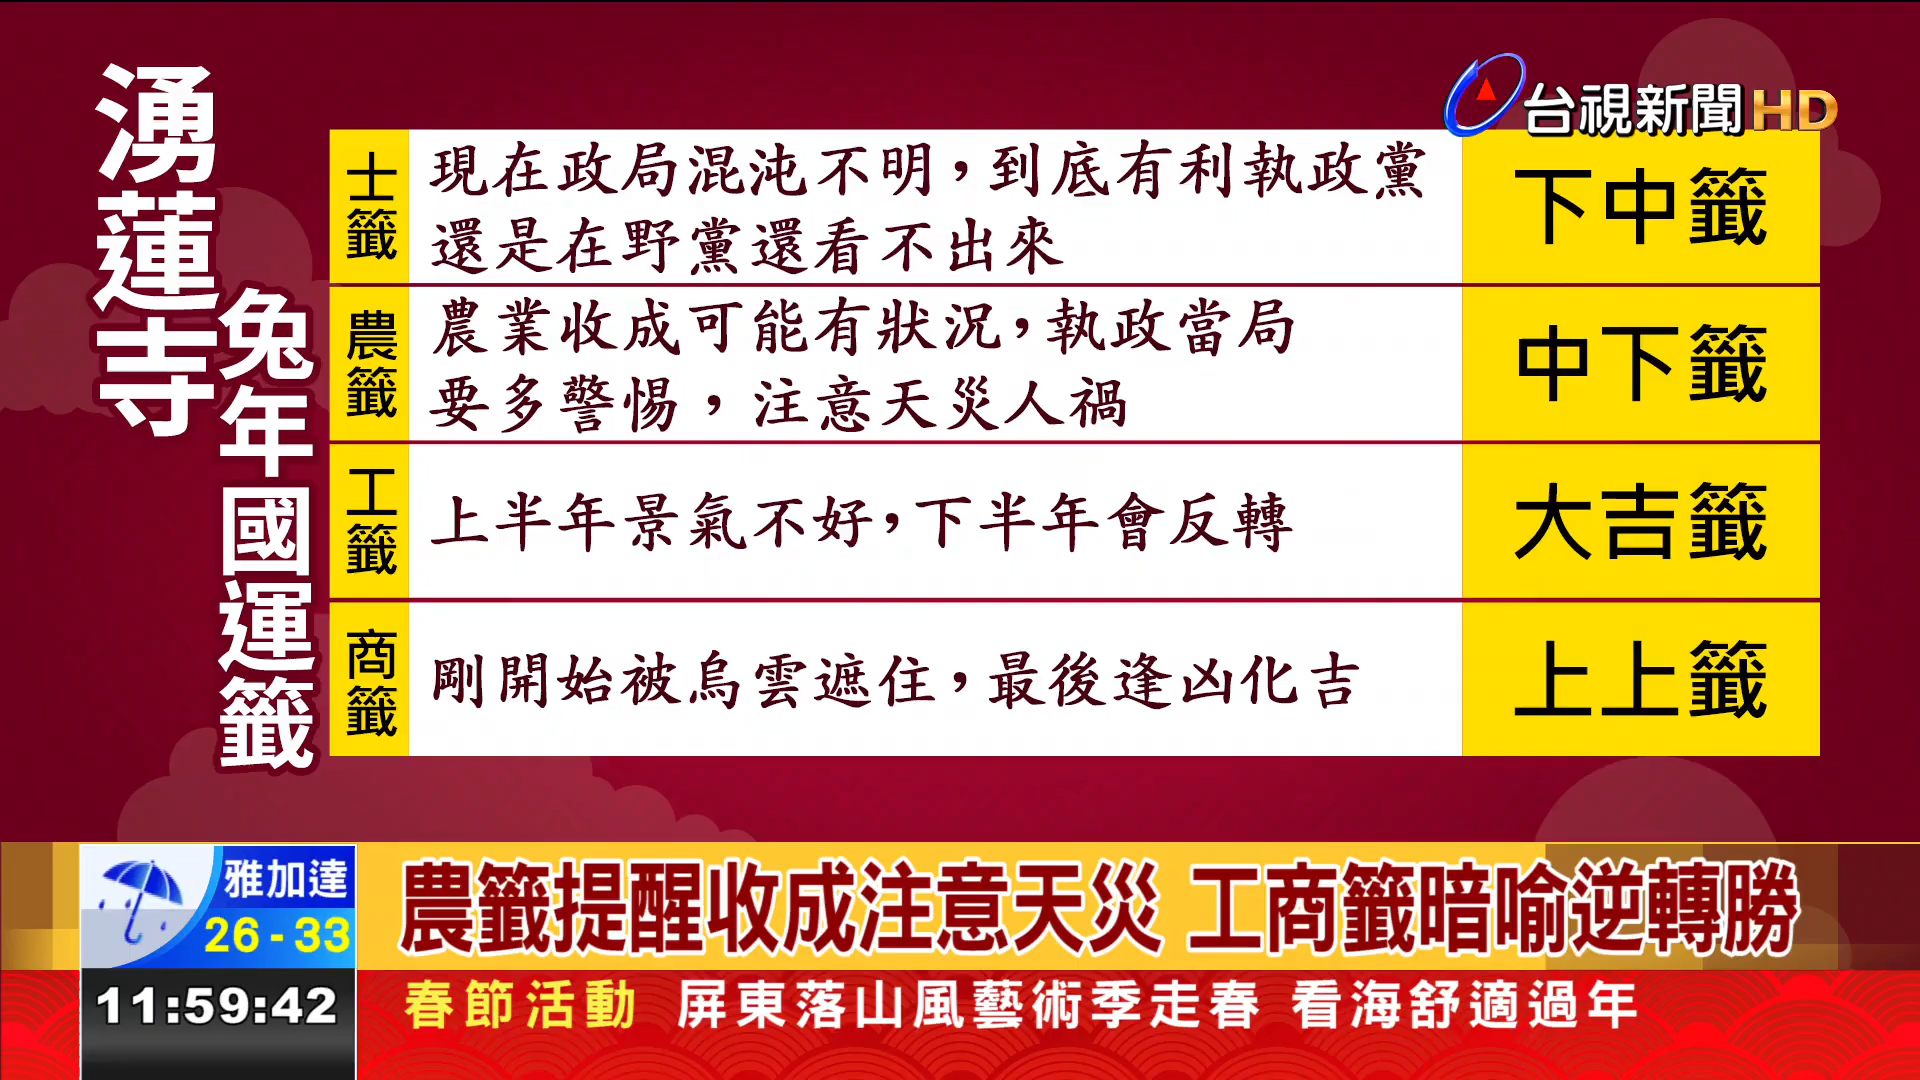 湧蓮寺
兔年國運籤
台視新聞HD
士籤
現在政局混沌不明，到底有利執政黨
還是在野黨還看不出來
下中籤
農籤
農業收成可能有狀況，執政當局
要多警惕，注意天災人禍
中下籤
工籤
上半年景氣不好，下半年會反轉
大吉籤
商籤
剛開始被烏雲遮住，最後逢凶化吉
上上籤
雅加達
26-33
11:59:42
農籤提醒收成注意天災 工商籤暗喻逆轉勝
春節活動 屏東落山風藝術季走春 看海舒適過年